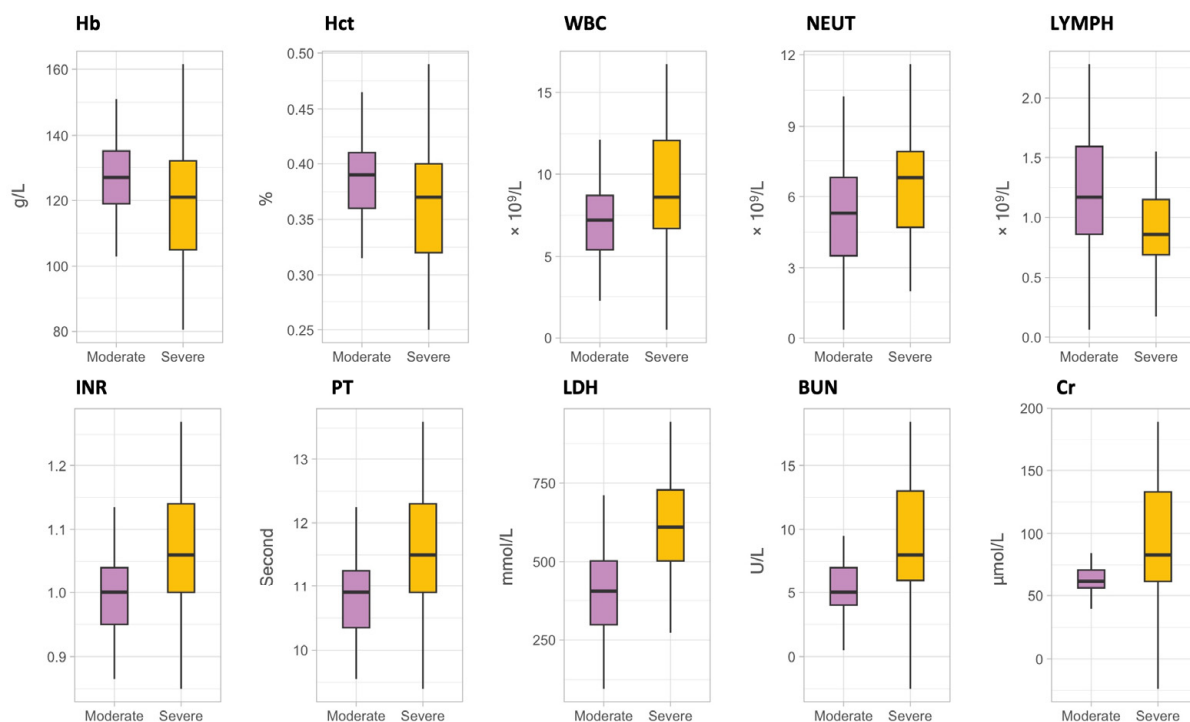 Hb
Hct
WBC
NEUT
LYMPH
160
140
120
100
80
g/L
Moderate Severe
0.50
0.45
0.40
0.35
0.30
0.25
%
Moderate Severe
15
10
5
0
× 10⁹/L
Moderate Severe
12
9
6
3
0
× 10⁹/L
Moderate Severe
2.0
1.5
1.0
0.5
0.0
× 10⁹/L
Moderate Severe
INR
PT
LDH
BUN
Cr
1.2
1.1
1.0
0.9
Moderate Severe
13
12
11
10
Second
Moderate Severe
750
500
250
mmol/L
Moderate Severe
15
10
5
0
U/L
Moderate Severe
200
150
100
50
0
μmol/L
Moderate Severe